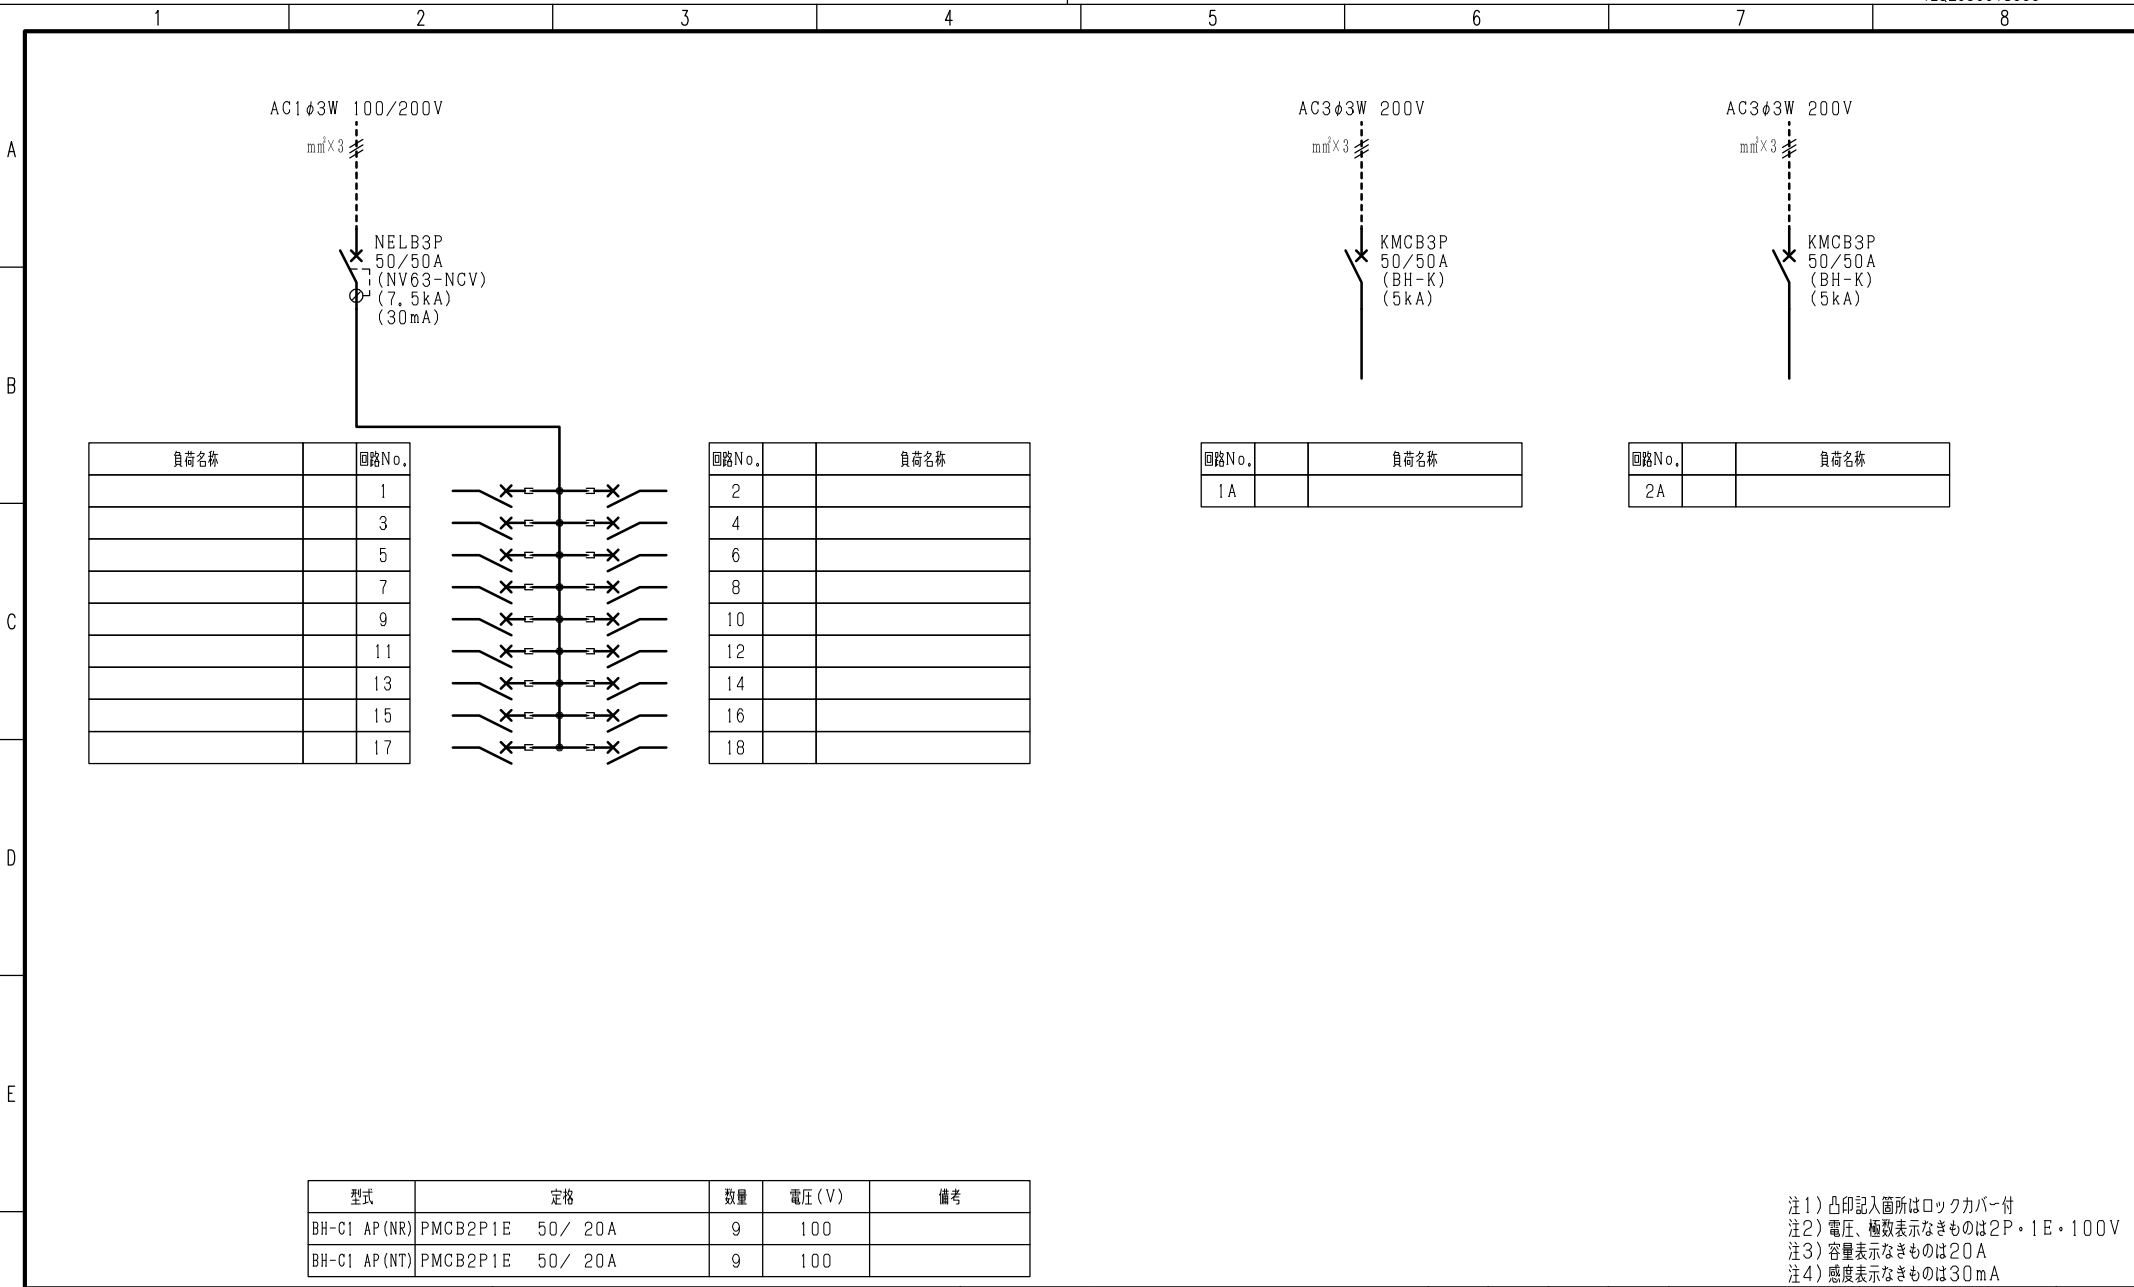 1 2 3 4 5 6 7 8
A
B
C
D
E
AC1φ3W 100/200V
mm²×3
NELB3P
50/50A
(NV63-NCV)
(7.5kA)
(30mA)
AC3φ3W 200V
mm²×3
KMCB3P
50/50A
(BH-K)
(5kA)
AC3φ3W 200V
mm²×3
KMCB3P
50/50A
(BH-K)
(5kA)
負荷名称 回路No.
1
3
5
7
9
11
13
15
17
回路No. 負荷名称
2
4
6
8
10
12
14
16
18
回路No. 負荷名称
1A
回路No. 負荷名称
2A
型式 定格 数量 電圧(V) 備考
BH-C1 AP(NR) PMCB2P1E 50/ 20A 9 100
BH-C1 AP(NT) PMCB2P1E 50/ 20A 9 100
注1)凸印記入箇所はロックカバー付
注2)電圧、極数表示なきものは2P・1E・100V
注3)容量表示なきものは20A
注4)感度表示なきものは30mA